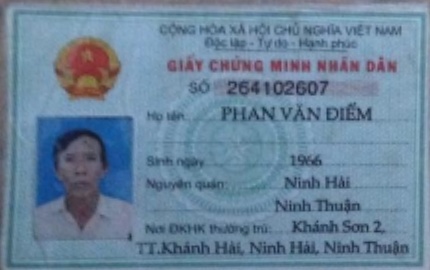 CỘNG HÒA XÃ HỘI CHỦ NGHĨA VIỆT NAM
Độc lập - Tự do - Hạnh phúc
GIẤY CHỨNG MINH NHÂN DÂN
SỐ 264102607
Họ tên: PHAN VĂN ĐIỂM
Sinh ngày 1966
Nguyên quán: Ninh Hải
Ninh Thuận
Nơi ĐKHK thường trú: Khánh Sơn 2,
TT.Khánh Hải, Ninh Hải, Ninh Thuận